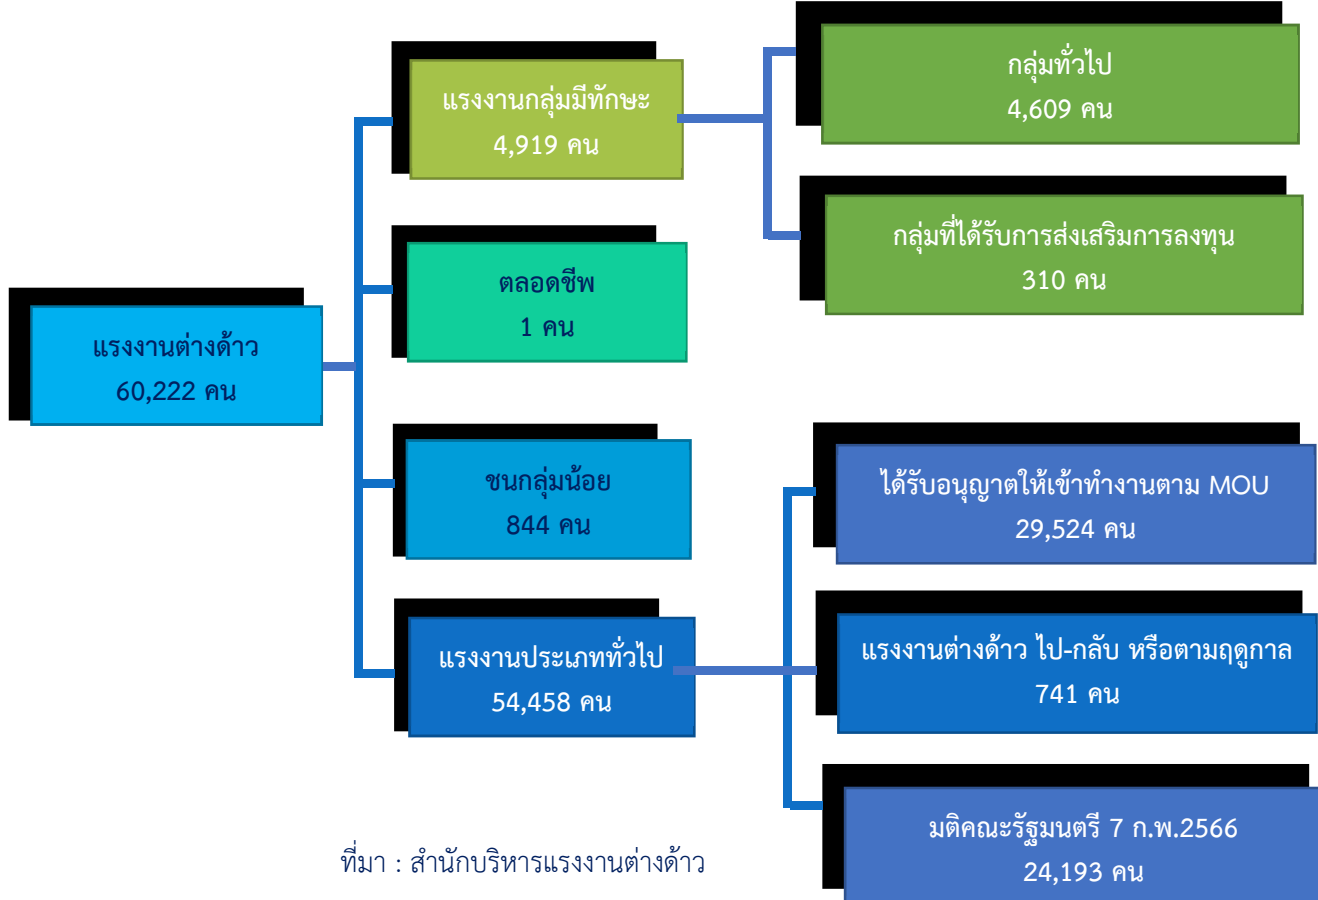 แรงงานต่างด้าว
60,222 คน
แรงงานกลุ่มมีทักษะ
4,919 คน
กลุ่มทั่วไป
4,609 คน
กลุ่มที่ได้รับการส่งเสริมการลงทุน
310 คน
ตลอดชีพ
1 คน
ชนกลุ่มน้อย
844 คน
แรงงานประเภททั่วไป
54,458 คน
ได้รับอนุญาตให้เข้าทำงานตาม MOU
29,524 คน
แรงงานต่างด้าว ไป-กลับ หรือตามฤดูกาล
741 คน
มติคณะรัฐมนตรี 7 ก.พ.2566
24,193 คน
ที่มา : สำนักบริหารแรงงานต่างด้าว